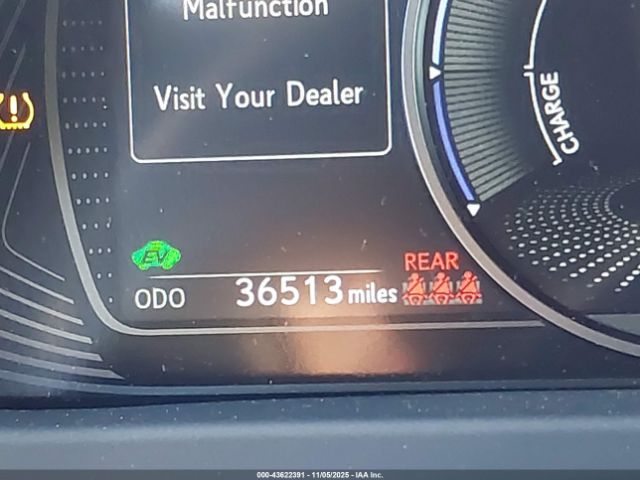 Malfunction
Visit Your Dealer
CHARGE
EV
REAR
ODO 36513 miles
000-43622391 - 11/05/2025 - IAA Inc.